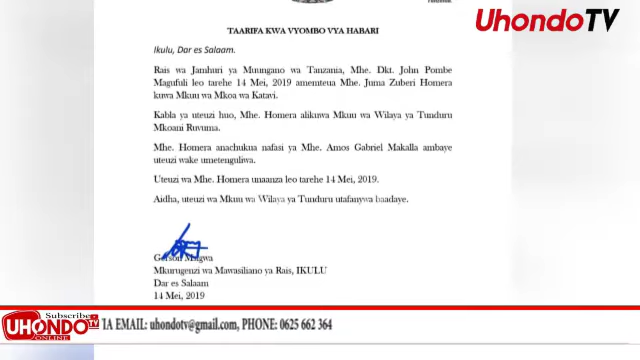 UhondoTV
TAARIFA KWA VYOMBO VYA HABARI
Ikulu, Dar es Salaam.
Rais wa Jamhuri ya Muungano wa Tanzania, Mhe. Dkt. John Pombe
Magufuli leo tarehe 14 Mei, 2019 amemteua Mhe. Juma Zuberi Homera
kuwa Mkuu wa Mkoa wa Katavi.
Kabla ya uteuzi huo, Mhe. Homera alikuwa Mkuu wa Wilaya ya Tunduru
Mkoani Ruvuma.
Mhe. Homera anachukua nafasi ya Mhe. Amos Gabriel Makalla ambaye
uteuzi wake umetenguliwa.
Uteuzi wa Mhe. Homera unaanza leo tarehe 14 Mei, 2019.
Aidha, uteuzi wa Mkuu wa Wilaya ya Tunduru utafanywa baadaye.
Gerson Msigwa
Mkurugenzi wa Mawasiliano ya Rais, IKULU
Dar es Salaam
14 Mei, 2019
Subscribe
UHONDO TV
ONLINE
TA EMAIL: uhondotv@gmail.com, PHONE: 0625 662 364